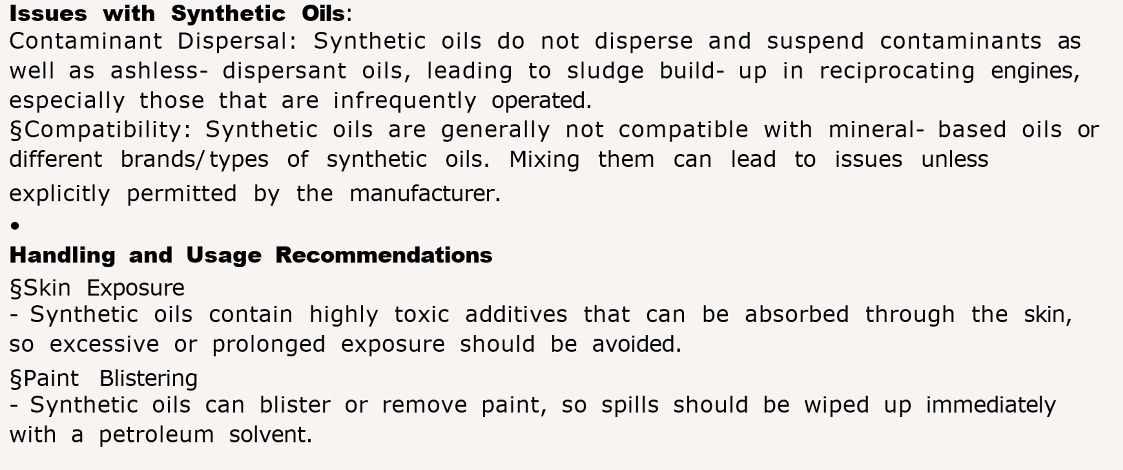 Issues with Synthetic Oils:
Contaminant Dispersal: Synthetic oils do not disperse and suspend contaminants as
well as ashless- dispersant oils, leading to sludge build- up in reciprocating engines,
especially those that are infrequently operated.
§Compatibility: Synthetic oils are generally not compatible with mineral- based oils or
different brands/types of synthetic oils. Mixing them can lead to issues unless
explicitly permitted by the manufacturer.
•
Handling and Usage Recommendations
§Skin Exposure
- Synthetic oils contain highly toxic additives that can be absorbed through the skin,
so excessive or prolonged exposure should be avoided.
§Paint Blistering
- Synthetic oils can blister or remove paint, so spills should be wiped up immediately
with a petroleum solvent.